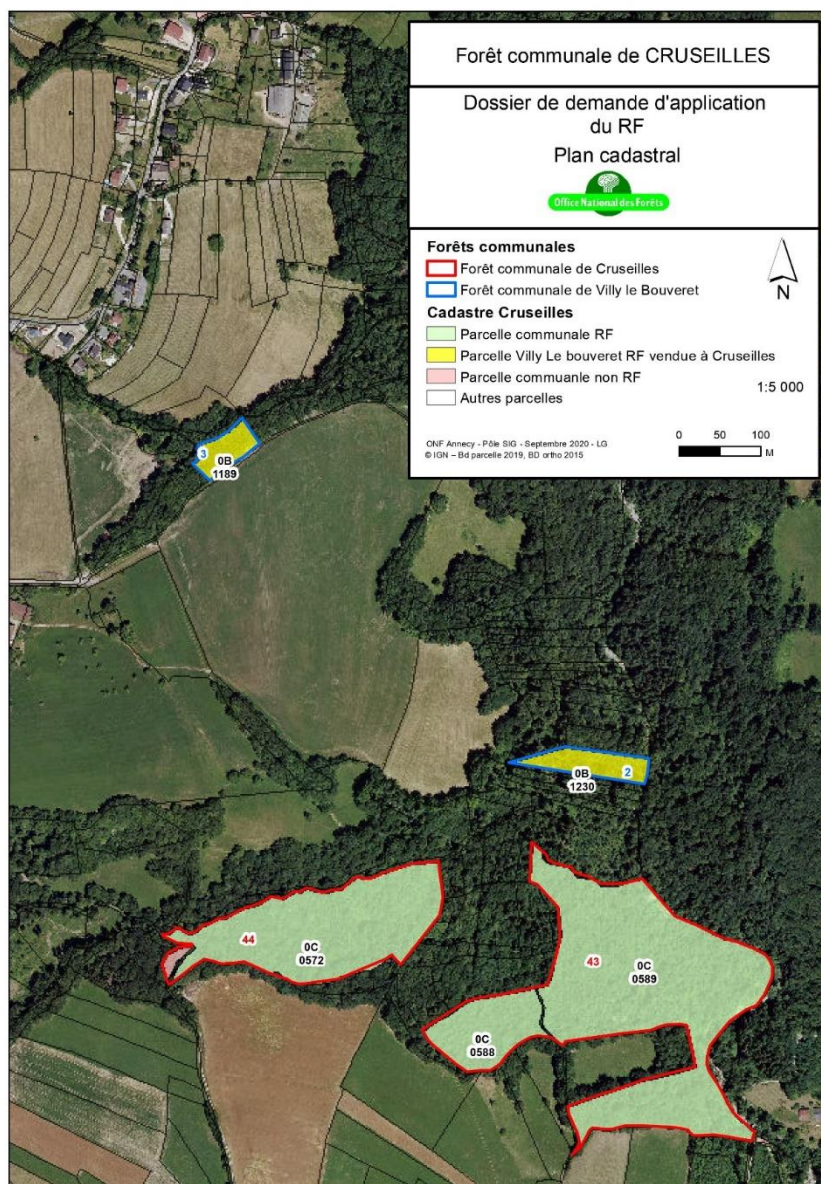 Forêt communale de CRUSEILLES
Dossier de demande d'application
du RF
Plan cadastral
Office National des Forêts
Forêts communales
Forêt communale de Cruseilles
Forêt communale de Villy le Bouveret
N
Cadastre Cruseilles
Parcelle communale RF
Parcelle Villy Le bouveret RF vendue à Cruseilles
Parcelle commuanle non RF
Autres parcelles
1:5 000
ONF Annecy - Pôle SIG - Septembre 2020 - LG
© IGN – Bd parcelle 2019, BD ortho 2015
0 50 100
M
3
0B
1189
0B
1230
2
44
0C
0572
43
0C
0589
0C
0588